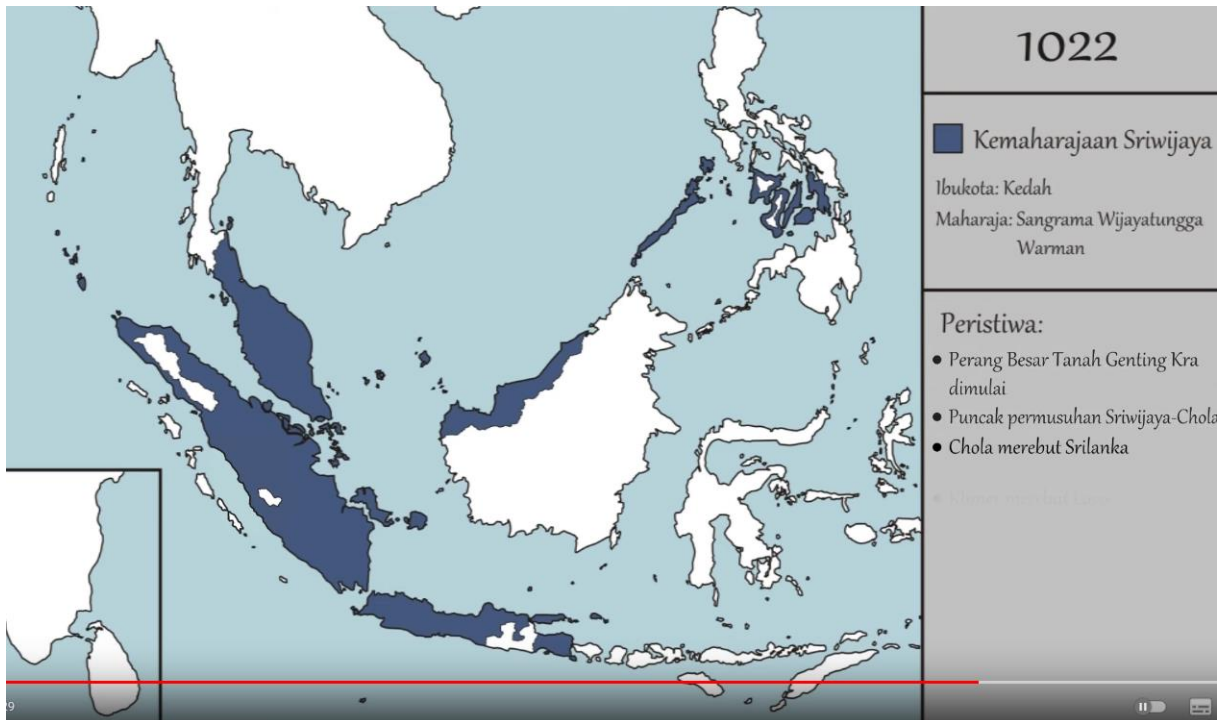 1022
Kemaharajaan Sriwijaya
Ibukota: Kedah
Maharaja: Sangrama Wijayatungga
Warman
Peristiwa:
• Perang Besar Tanah Genting Kra
dimulai
• Puncak permusuhan Sriwijaya-Chola
• Chola merebut Srilanka